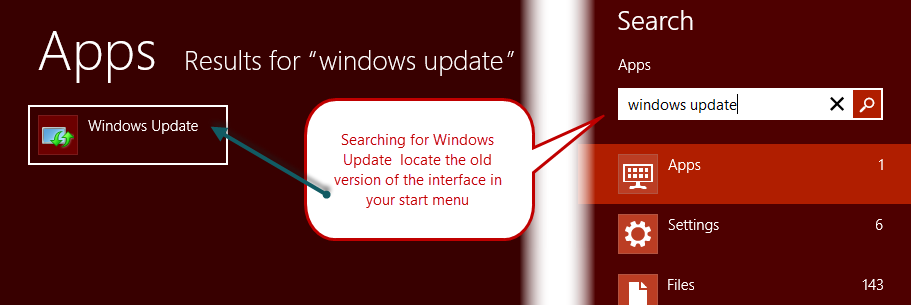 Apps Results for “windows update”
Windows Update
Searching for Windows
Update locate the old
version of the interface in
your start menu
Search
Apps
windows update
Apps 1
Settings 6
Files 143